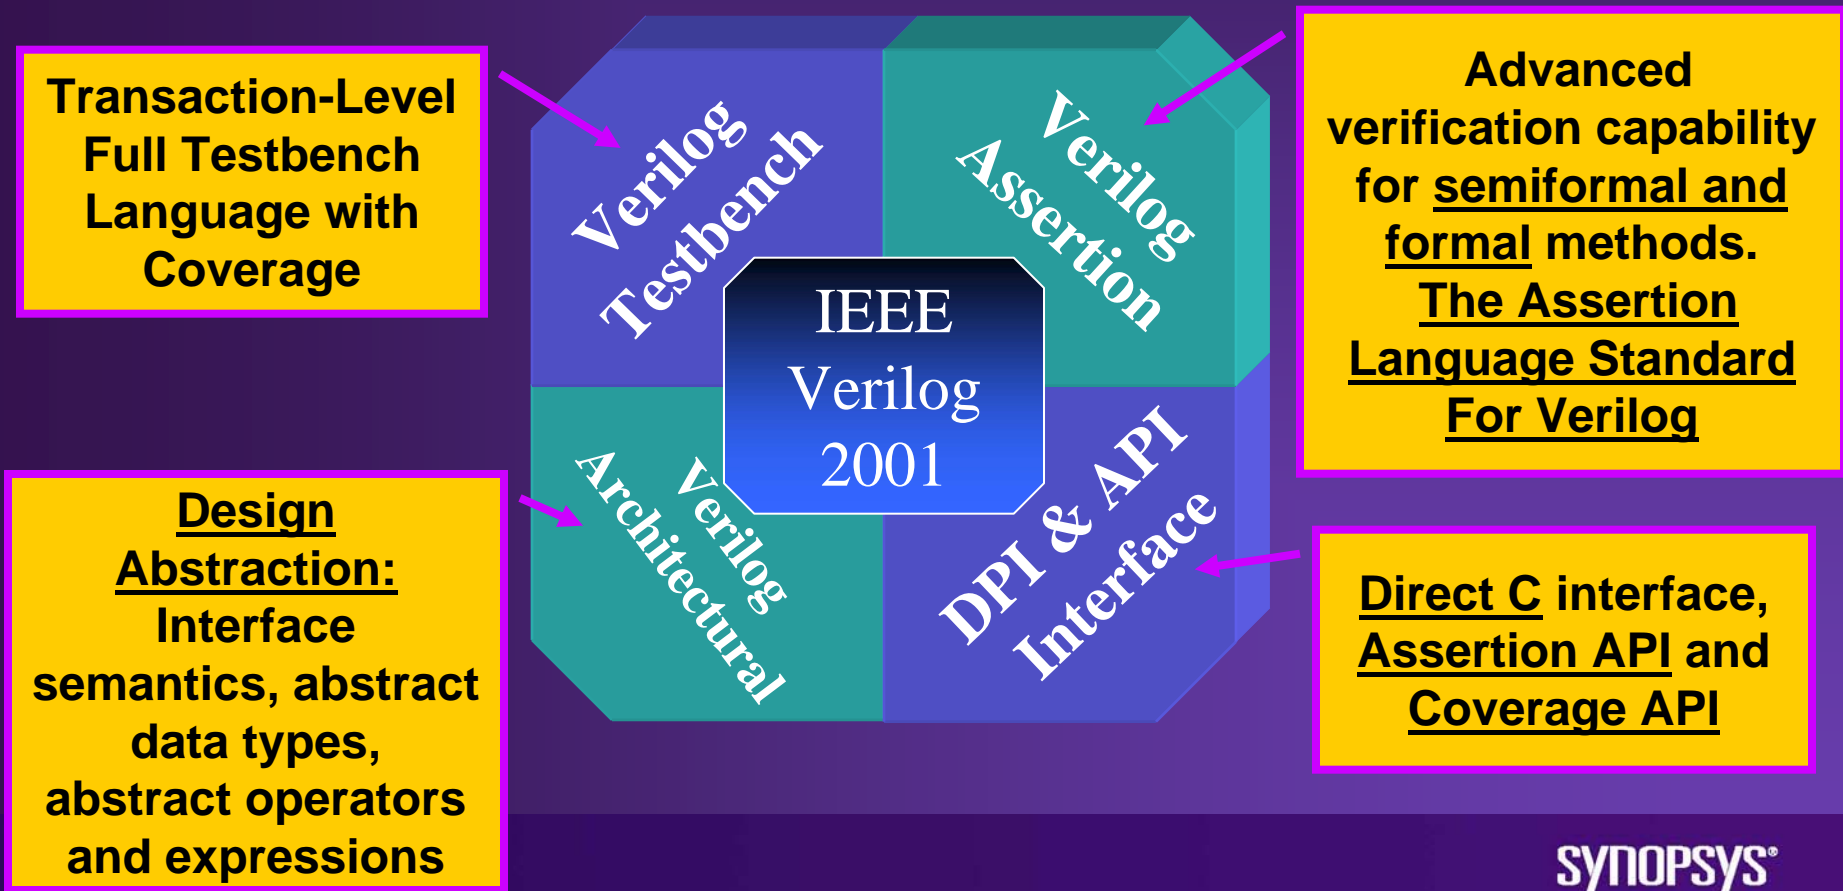 Transaction-Level
Full Testbench
Language with
Coverage
Verilog
Testbench
Verilog
Assertion
Advanced
verification capability
for semiformal and
formal methods.
The Assertion
Language Standard
For Verilog
IEEE
Verilog
2001
Design
Abstraction:
Interface
semantics, abstract
data types,
abstract operators
and expressions
Verilog
Architectural
DPI & API
Interface
Direct C interface,
Assertion API and
Coverage API
SYNOPSYS®